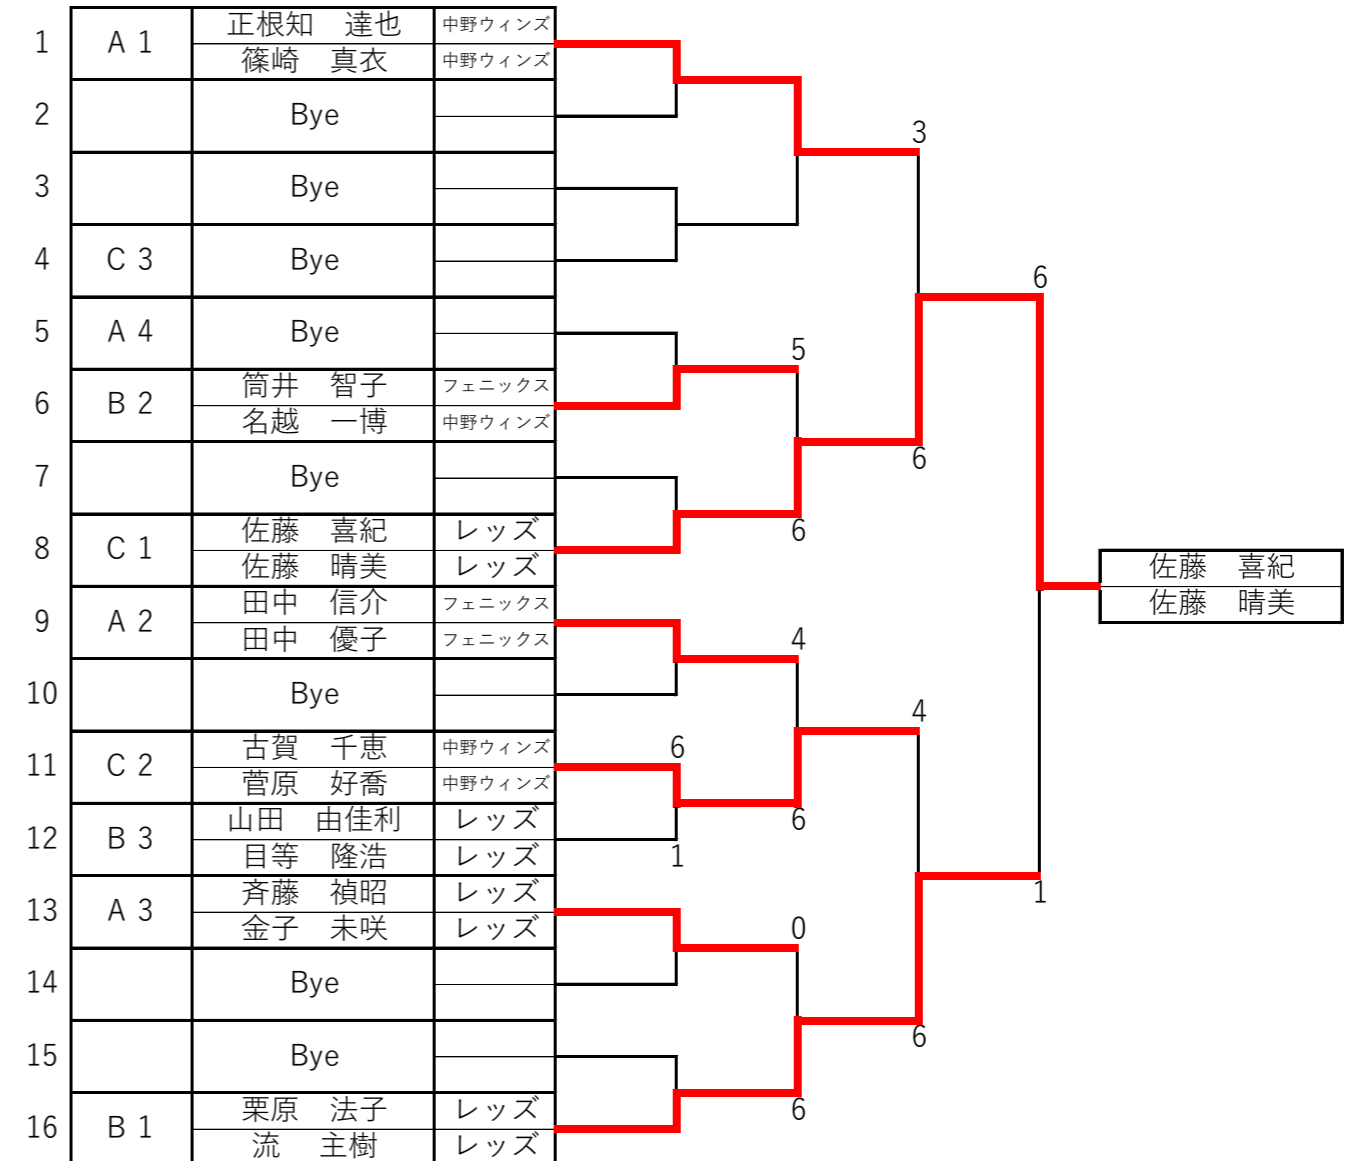 1 A 1 正根知　達也 中野ウィンズ
篠崎　真衣 中野ウィンズ
2 Bye
3
3 Bye
4 C 3 Bye
6
5 A 4 Bye
5
6 B 2 筒井　智子 フェニックス
名越　一博 中野ウィンズ
6
7 Bye
8 C 1 佐藤　喜紀 レッズ
6
佐藤　晴美 レッズ
佐藤　喜紀
佐藤　晴美
9 A 2 田中　信介 フェニックス
田中　優子 フェニックス
4
10 Bye
4
11 C 2 古賀　千恵 中野ウィンズ
6
菅原　好喬 中野ウィンズ
12 B 3 山田　由佳利 レッズ
6
目等　隆浩 レッズ
1
13 A 3 斉藤　禎昭 レッズ
1
金子　未咲 レッズ
0
14 Bye
6
15 Bye
16 B 1 栗原　法子 レッズ
6
流　主樹 レッズ